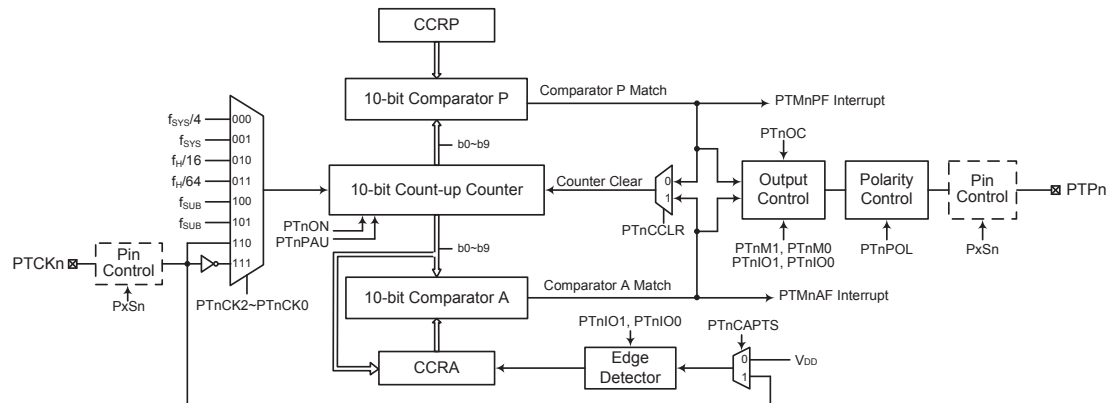 CCRP
10-bit Comparator P
Comparator P Match
PTMnPF Interrupt
b0~b9
fSYS/4
000
fSYS
001
fH/16
010
fH/64
011
fSUB
100
fSUB
101
110
111
10-bit Count-up Counter
Counter Clear
0
1
PTnCCLR
PTnOC
Output
Control
Polarity
Control
Pin
Control
PTPn
PTnON
PTnPAU
b0~b9
PTnM1, PTnM0
PTnIO1, PTnIO0
PTnPOL
PxSn
PTCKn
Pin
Control
PxSn
PTnCK2~PTnCK0
10-bit Comparator A
Comparator A Match
PTMnAF Interrupt
PTnIO1, PTnIO0
PTnCAPTS
CCRA
Edge
Detector
0
1
VDD